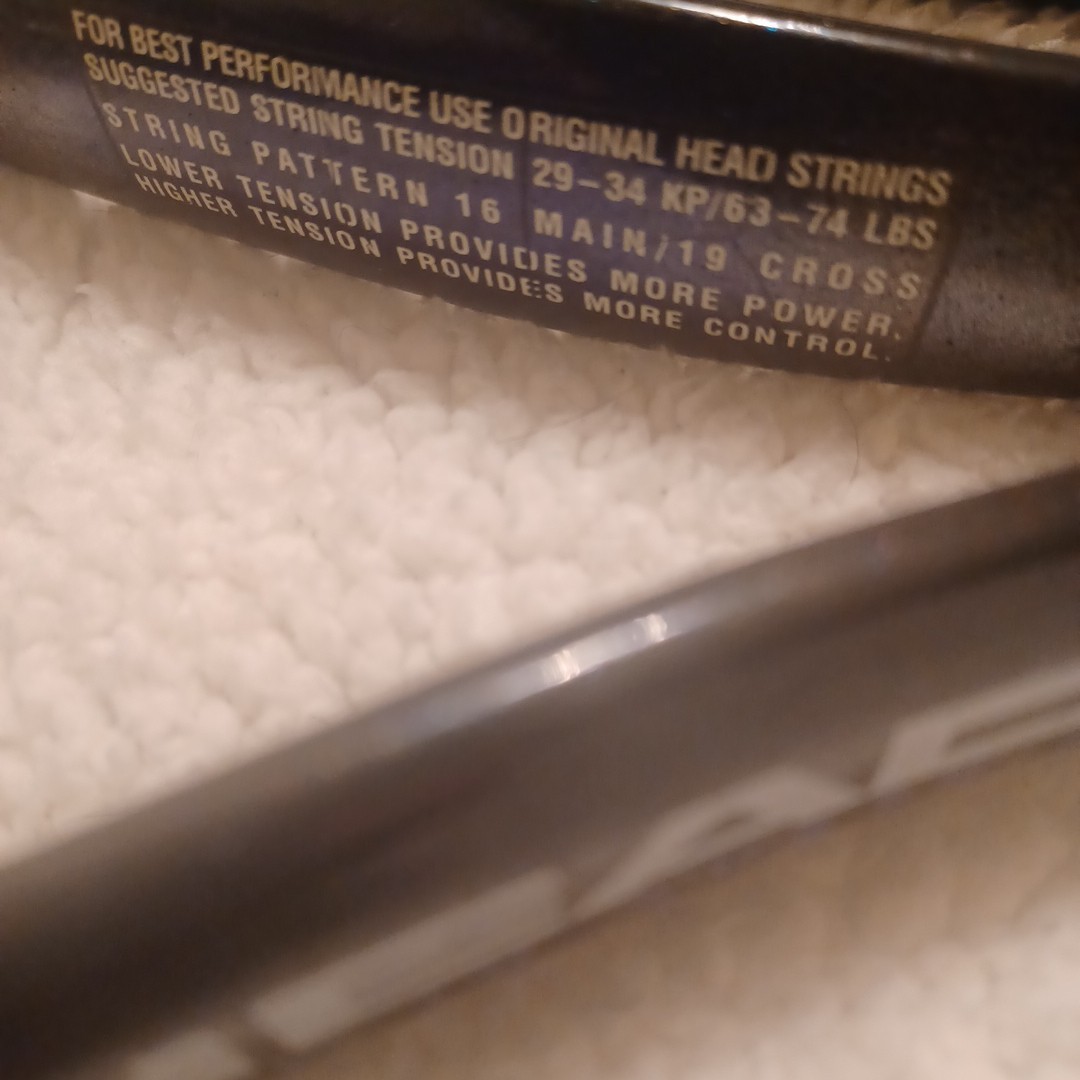 FOR BEST PERFORMANCE USE ORIGINAL HEAD STRINGS
SUGGESTED STRING TENSION 29-34 KP/63-74 LBS
STRING PATTERN 16 MAIN/19 CROSS
LOWER TENSION PROVIDES MORE POWER.
HIGHER TENSION PROVIDES MORE CONTROL.